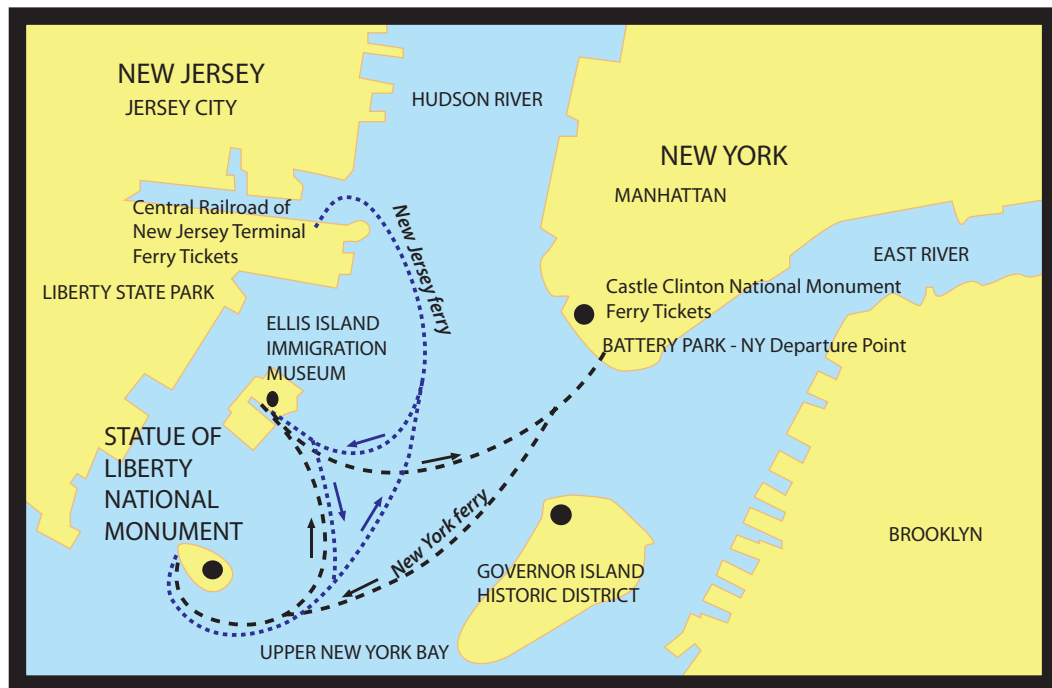 NEW JERSEY
JERSEY CITY
HUDSON RIVER
NEW YORK
MANHATTAN
Central Railroad of
New Jersey Terminal
Ferry Tickets
New Jersey ferry
EAST RIVER
LIBERTY STATE PARK
Castle Clinton National Monument
Ferry Tickets
ELLIS ISLAND
IMMIGRATION
MUSEUM
BATTERY PARK - NY Departure Point
STATUE OF
LIBERTY
NATIONAL
MONUMENT
New York ferry
BROOKLYN
GOVERNOR ISLAND
HISTORIC DISTRICT
UPPER NEW YORK BAY